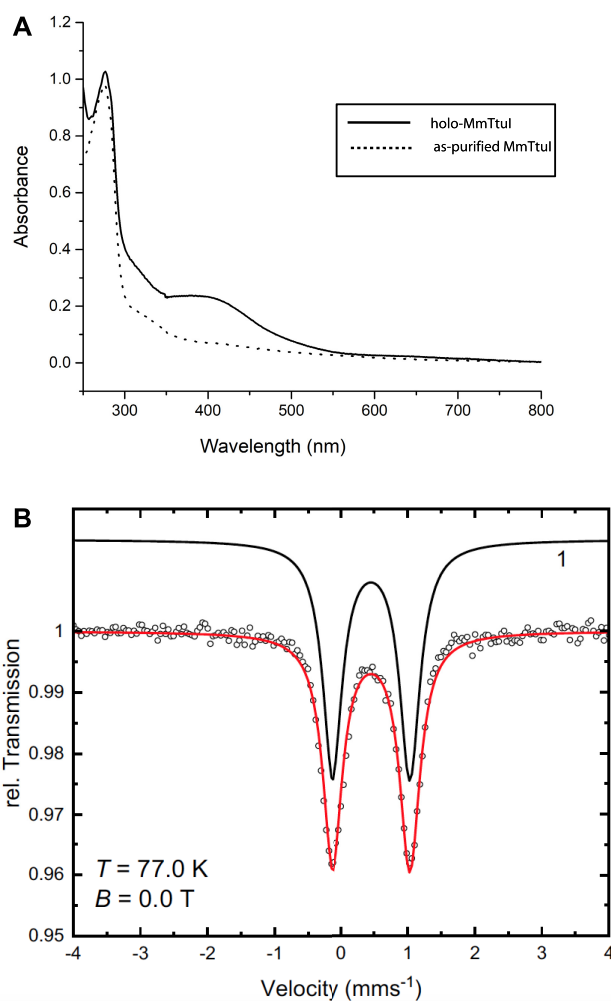 A
1.2
1.0
0.8
0.6
0.4
0.2
0.0
Absorbance
holo-MmTtuI
as-purified MmTtuI
300 400 500 600 700 800
Wavelength (nm)
B
1
1
0.99
0.98
0.97
0.96
0.95
rel. Transmission
T = 77.0 K
B = 0.0 T
-4 -3 -2 -1 0 1 2 3 4
Velocity (mms⁻¹)